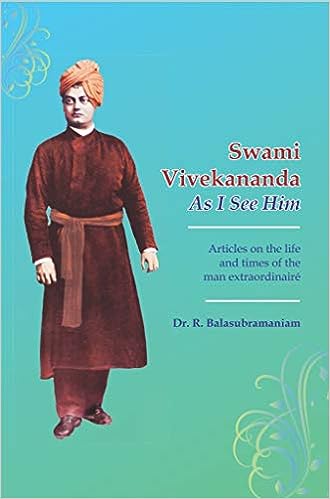 Swami
Vivekananda
As I See Him
Articles on the life
and times of the
man extraordinairé
Dr. R. Balasubramaniam